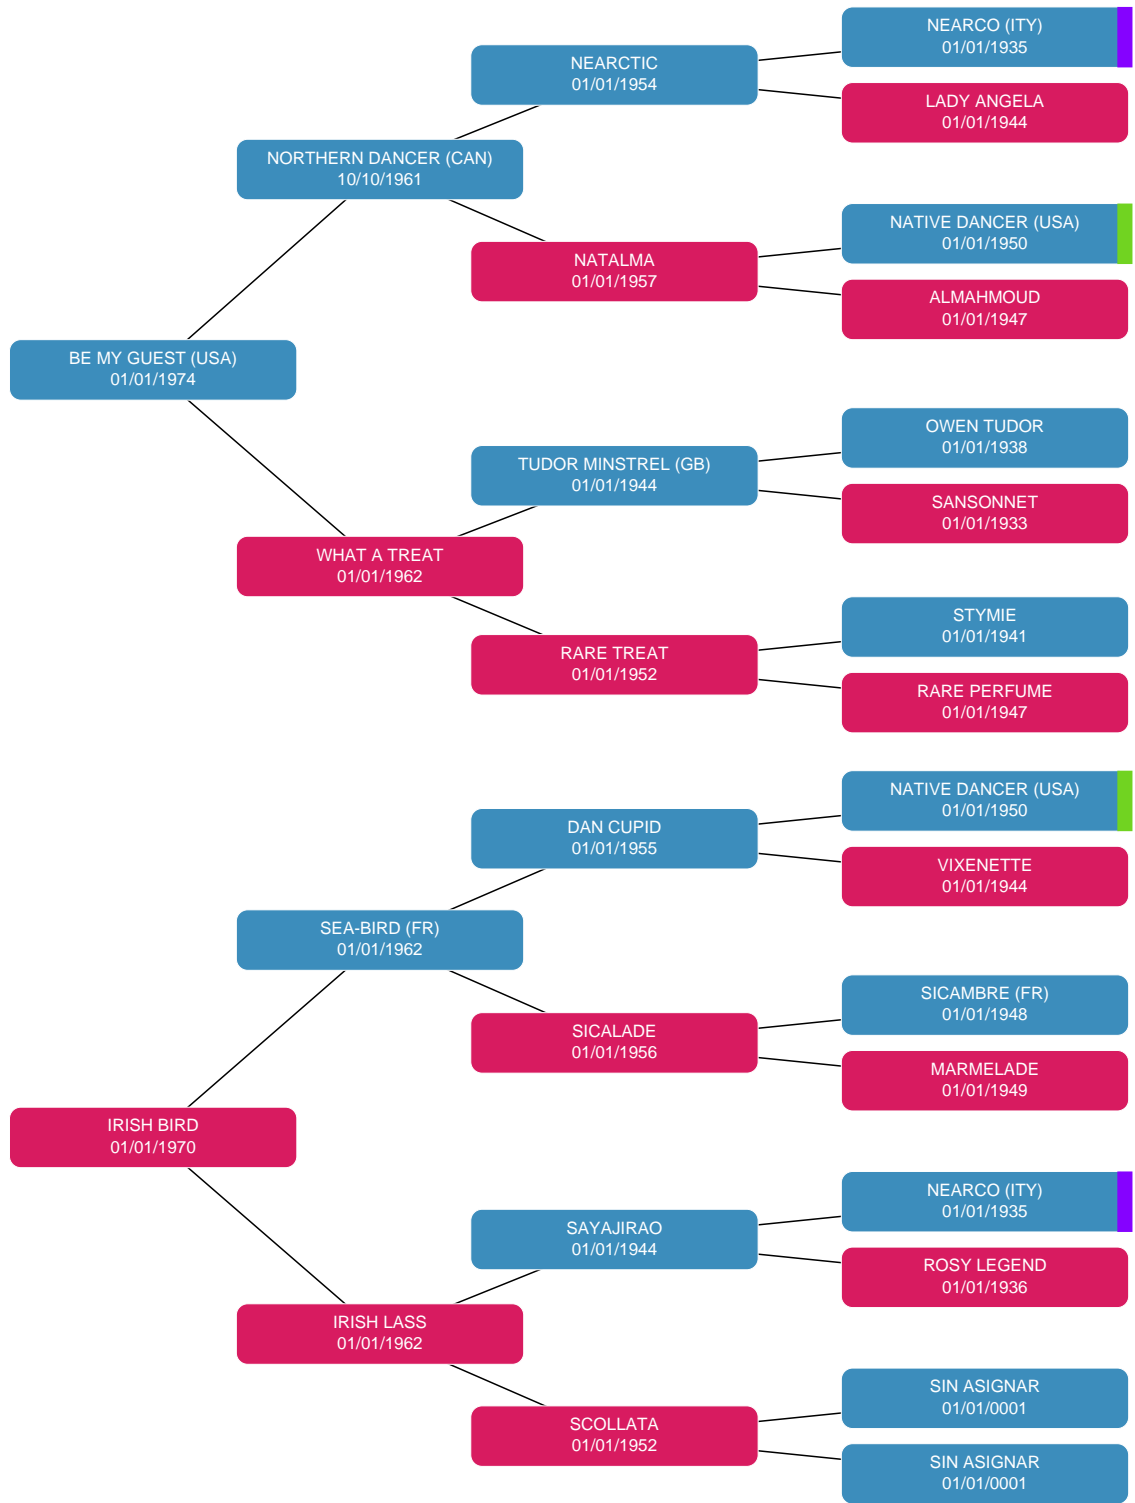 NEARCO (ITY)
01/01/1935
NEARCTIC
01/01/1954
LADY ANGELA
01/01/1944
NORTHERN DANCER (CAN)
10/10/1961
NATIVE DANCER (USA)
01/01/1950
NATALMA
01/01/1957
ALMAHMOUD
01/01/1947
BE MY GUEST (USA)
01/01/1974
OWEN TUDOR
01/01/1938
TUDOR MINSTREL (GB)
01/01/1944
SANSONNET
01/01/1933
WHAT A TREAT
01/01/1962
STYMIE
01/01/1941
RARE TREAT
01/01/1952
RARE PERFUME
01/01/1947
NATIVE DANCER (USA)
01/01/1950
DAN CUPID
01/01/1955
VIXENETTE
01/01/1944
SEA-BIRD (FR)
01/01/1962
SICAMBRE (FR)
01/01/1948
SICALADE
01/01/1956
MARMELADE
01/01/1949
IRISH BIRD
01/01/1970
NEARCO (ITY)
01/01/1935
SAYAJIRAO
01/01/1944
ROSY LEGEND
01/01/1936
IRISH LASS
01/01/1962
SIN ASIGNAR
01/01/0001
SCOLLATA
01/01/1952
SIN ASIGNAR
01/01/0001